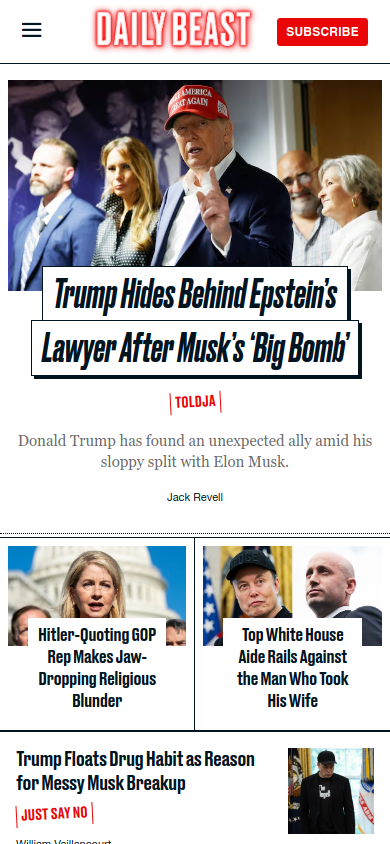 DAILY BEAST
SUBSCRIBE
AMERICA
GREAT AGAIN
Trump Hides Behind Epstein's
Lawyer After Musk's 'Big Bomb'
TOLDJA
Donald Trump has found an unexpected ally amid his
sloppy split with Elon Musk.
Jack Revell
Hitler-Quoting GOP
Rep Makes Jaw-
Dropping Religious
Blunder
Top White House
Aide Rails Against
the Man Who Took
His Wife
Trump Floats Drug Habit as Reason
for Messy Musk Breakup
JUST SAY NO
William Vaillancourt